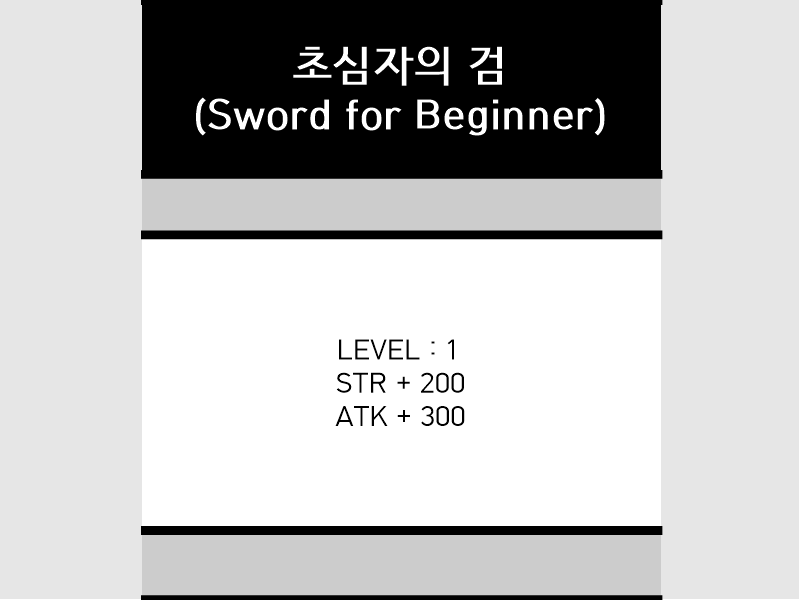 초심자의 검
(Sword for Beginner)
LEVEL : 1
STR + 200
ATK + 300